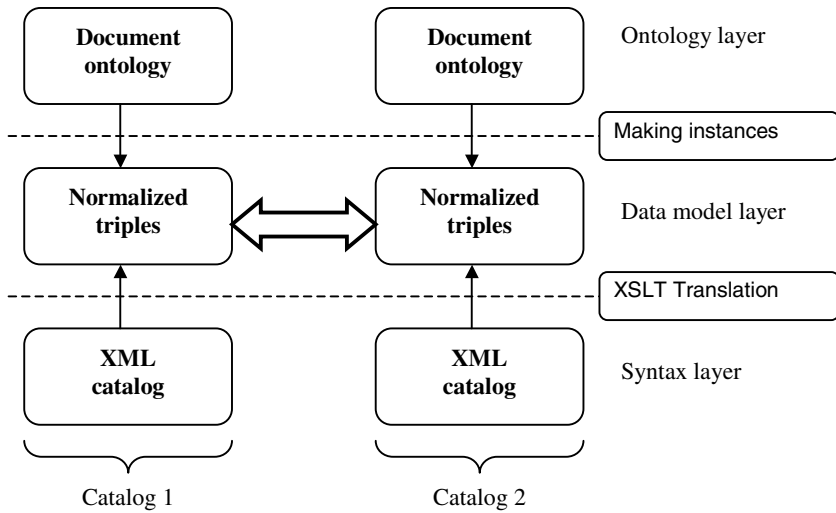 Document
ontology
Document
ontology
Ontology layer
Making instances
Normalized
triples
Normalized
triples
Data model layer
XSLT Translation
XML
catalog
XML
catalog
Syntax layer
Catalog 1
Catalog 2